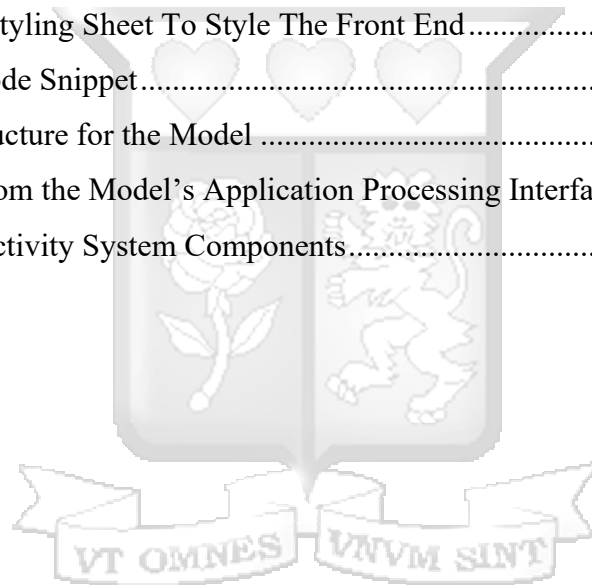 tyling Sheet To Style The Front End
de Snippet
ucture for the Model
om the Model's Application Processing Interfa
ctivity System Components
VT OMNES VNVM SINT